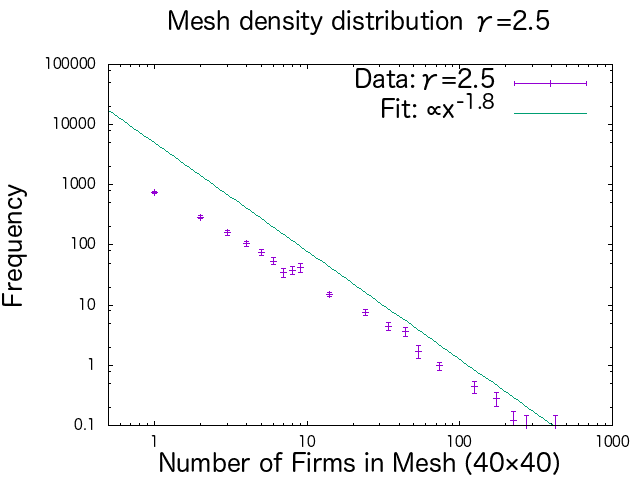 Mesh density distribution r=2.5
100000
10000
1000
100
10
1
0.1
Frequency
Data: r=2.5
Fit: ∝x^-1.8
1
10
100
1000
Number of Firms in Mesh (40×40)